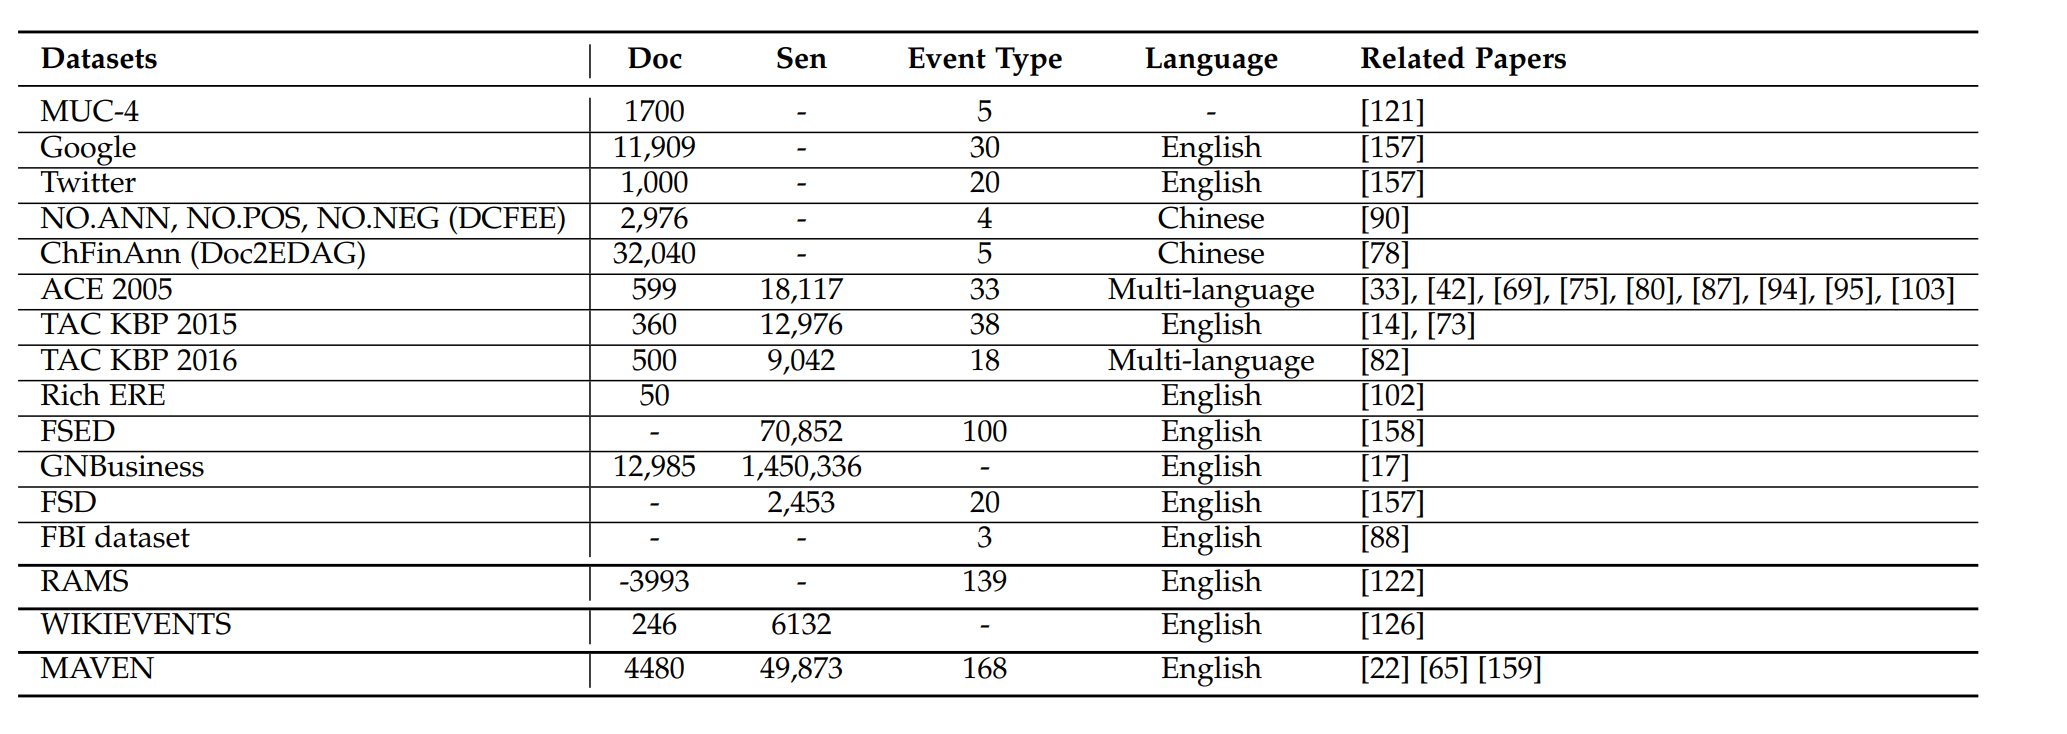 Datasets Doc Sen Event Type Language Related Papers
MUC-4 1700 - 5 - [121]
Google 11,909 - 30 English [157]
Twitter 1,000 - 20 English [157]
NO.ANN, NO.POS, NO.NEG (DCFEE) 2,976 - 4 Chinese [90]
ChFinAnn (Doc2EDAG) 32,040 - 5 Chinese [78]
ACE 2005 599 18,117 33 Multi-language [33], [42], [69], [75], [80], [87], [94], [95], [103]
TAC KBP 2015 360 12,976 38 English [14], [73]
TAC KBP 2016 500 9,042 18 Multi-language [82]
Rich ERE 50 English [102]
FSED - 70,852 100 English [158]
GNBusiness 12,985 1,450,336 - English [17]
FSD - 2,453 20 English [157]
FBI dataset - - 3 English [88]
RAMS -3993 - 139 English [122]
WIKIEVENTS 246 6132 - English [126]
MAVEN 4480 49,873 168 English [22] [65] [159]